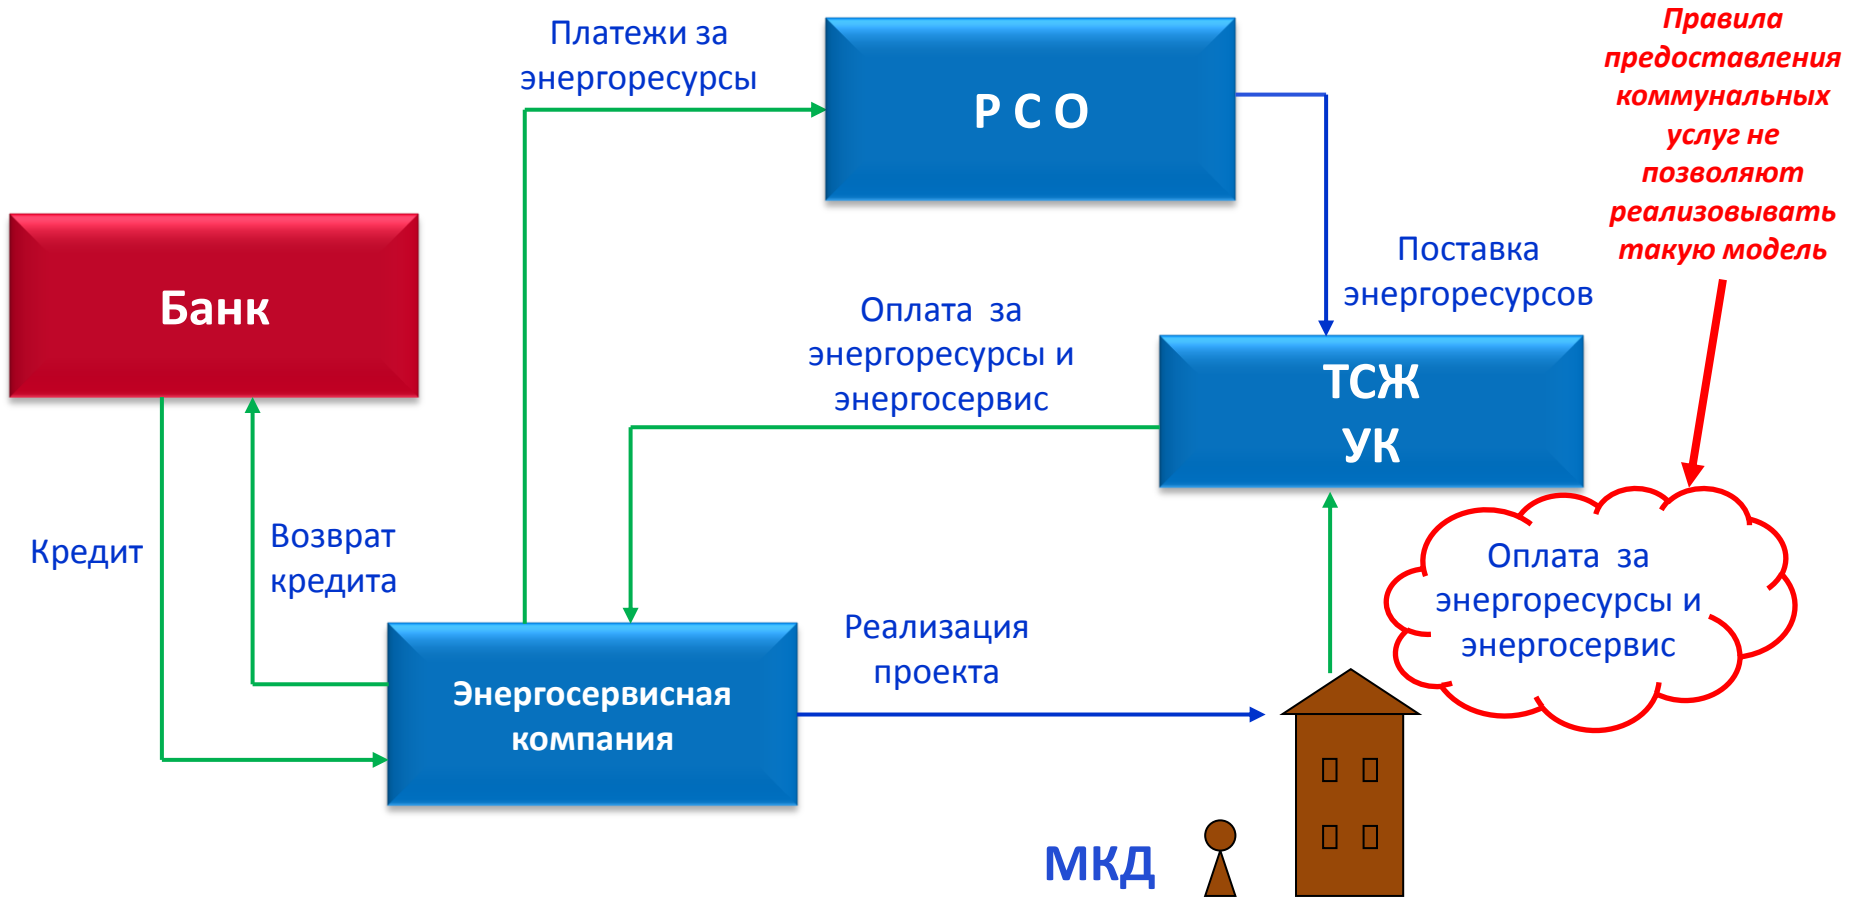 Платежи за
энергоресурсы
Р С О
Правила
предоставления
коммунальных
услуг не
позволяют
реализовывать
такую модель
Банк
Поставка
энергоресурсов
Оплата за
энергоресурсы и
энергосервис
ТСЖ
УК
Кредит
Возврат
кредита
Оплата за
энергоресурсы и
энергосервис
Реализация
проекта
Энергосервисная
компания
МКД